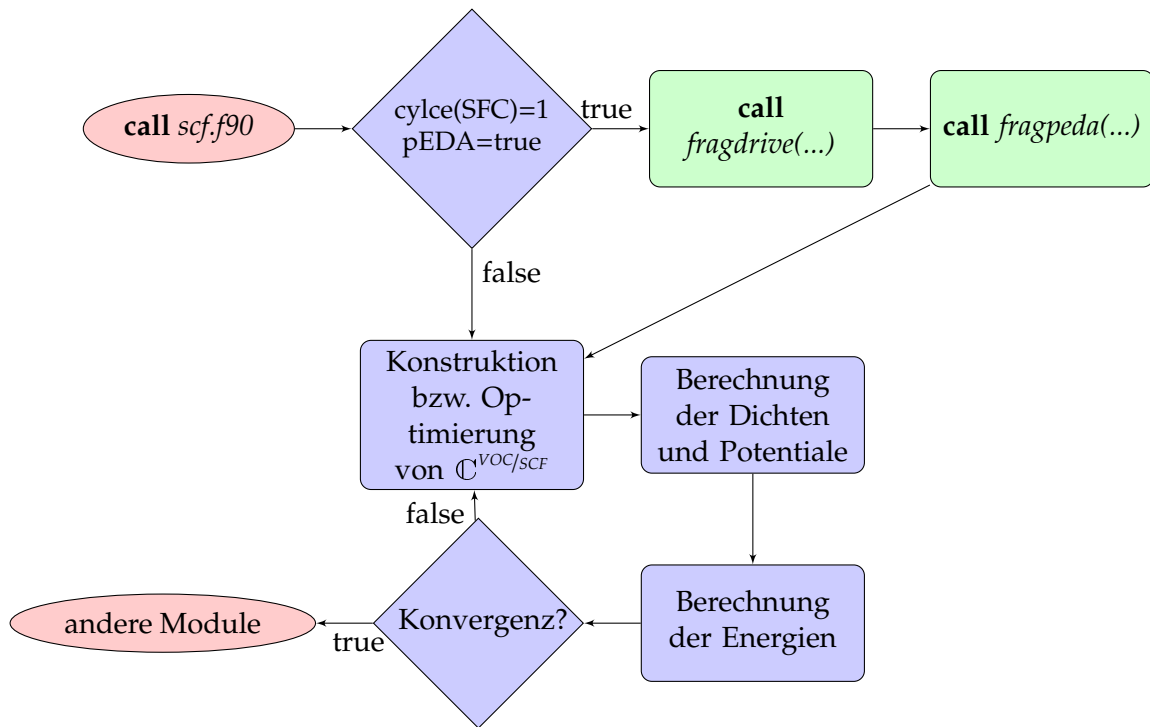 call scf.f90
cylce(SFC)=1
pEDA=true
true
call
fragdrive(...)
call fragpeda(...)
false
Konstruktion
bzw. Op-
timierung
von ℂ^VOC/SCF
Berechnung
der Dichten
und Potentiale
false
andere Module
true
Konvergenz?
Berechnung
der Energien